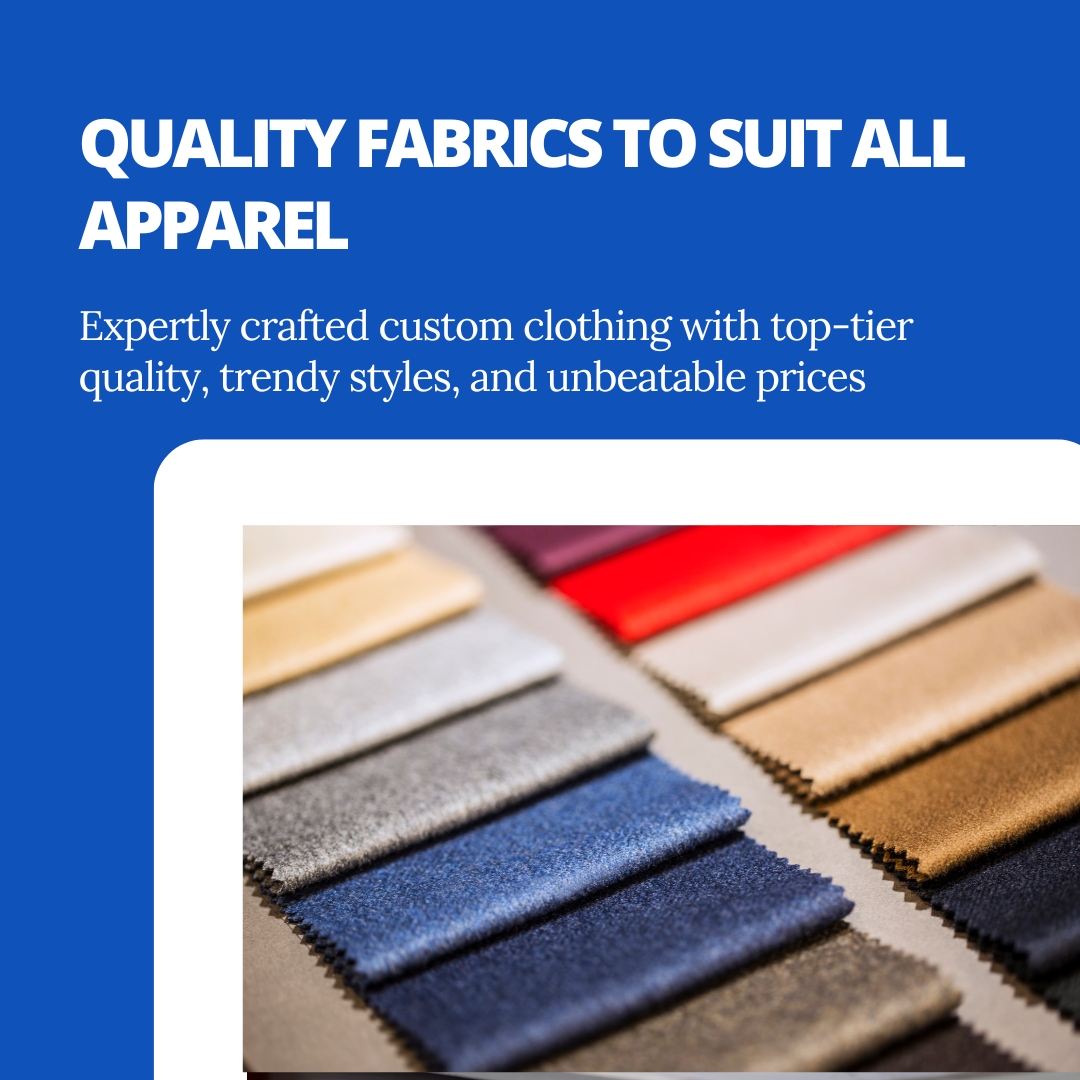 QUALITY FABRICS TO SUIT ALL
APPAREL
Expertly crafted custom clothing with top-tier
quality, trendy styles, and unbeatable prices